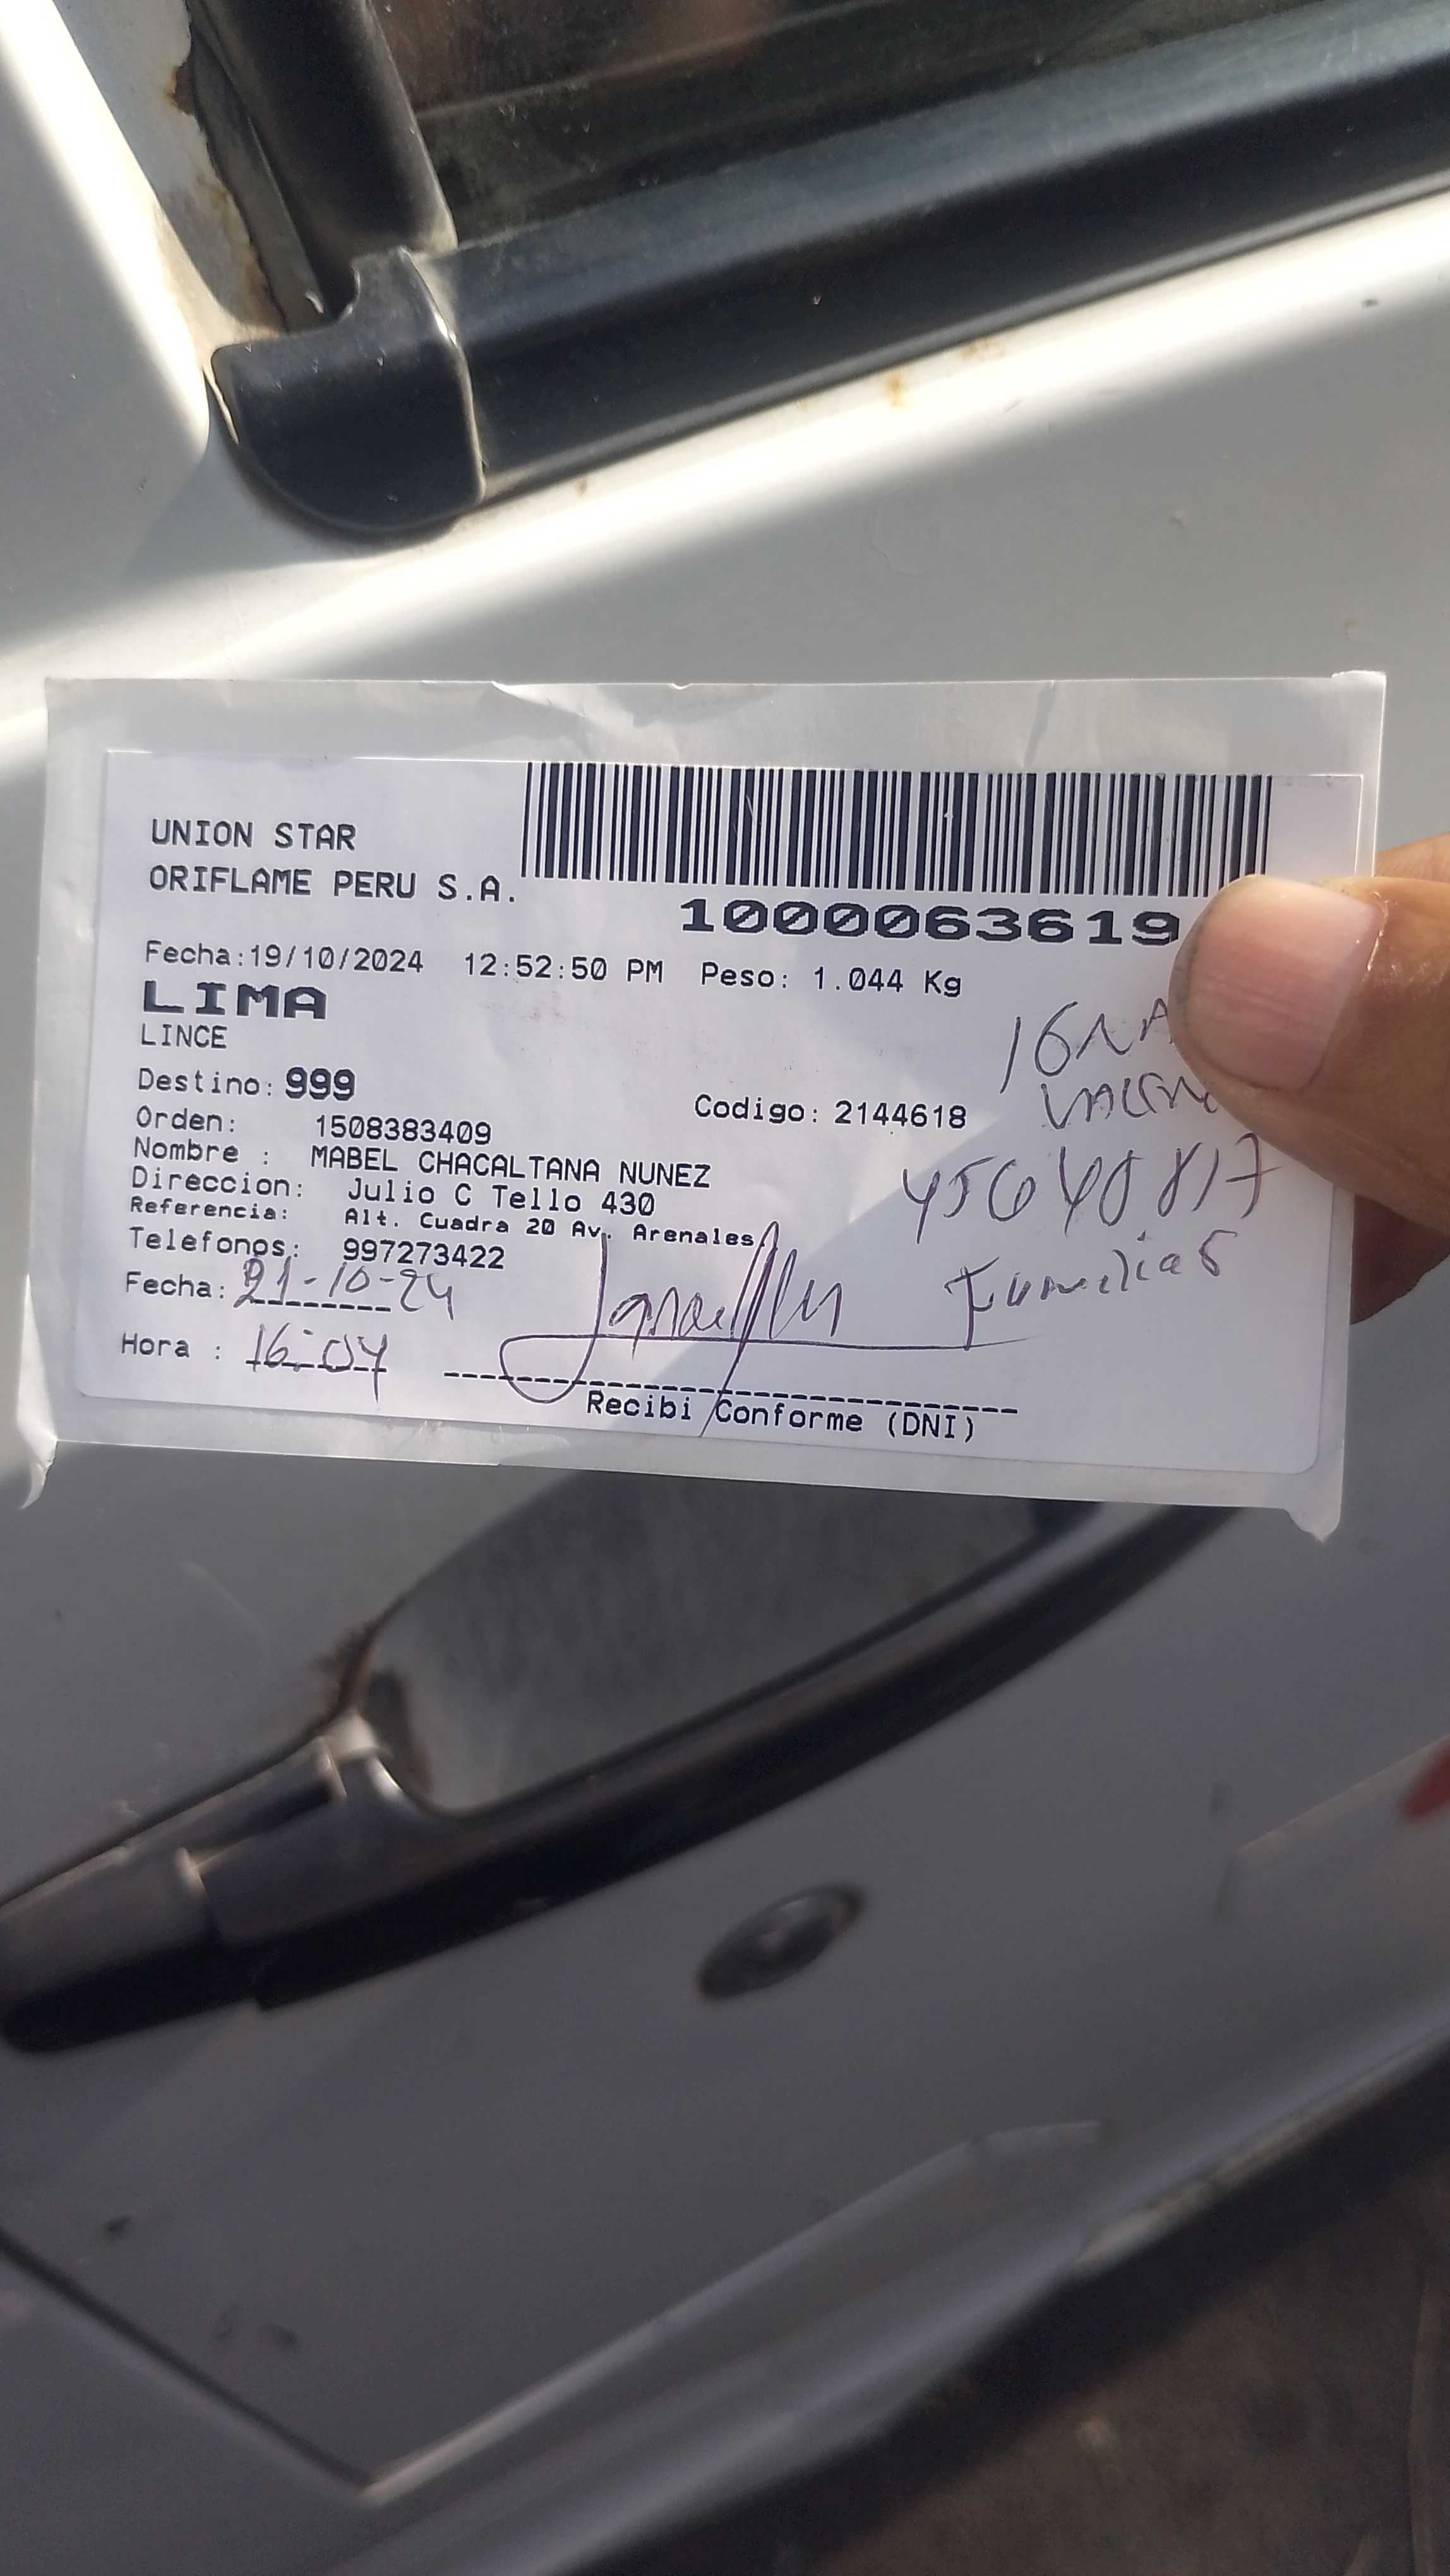 UNION STAR
ORIFLAME PERU S.A.
1000063619
Fecha:19/10/2024 12:52:50 PM Peso: 1.044 Kg
LIMA
LINCE
Destino: 999
Codigo: 2144618
Orden: 1508383409
Nombre : MABEL CHACALTANA NUNEZ
Direccion: Julio C Tello 430
Referencia: Alt. Cuadra 20 Av. Arenales
Telefonos: 997273422
Fecha: 21-10-24
Hora : 16:04
Recibi Conforme (DNI)